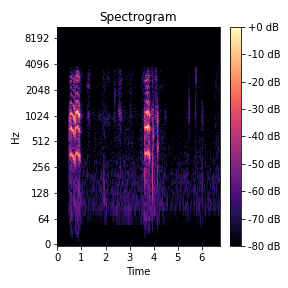 Spectrogram
+0 dB
8192
-10 dB
4096
-20 dB
2048
-30 dB
1024
-40 dB
Hz
512
-50 dB
256
-60 dB
128
64
-70 dB
0
-80 dB
0 1 2 3 4 5 6
Time